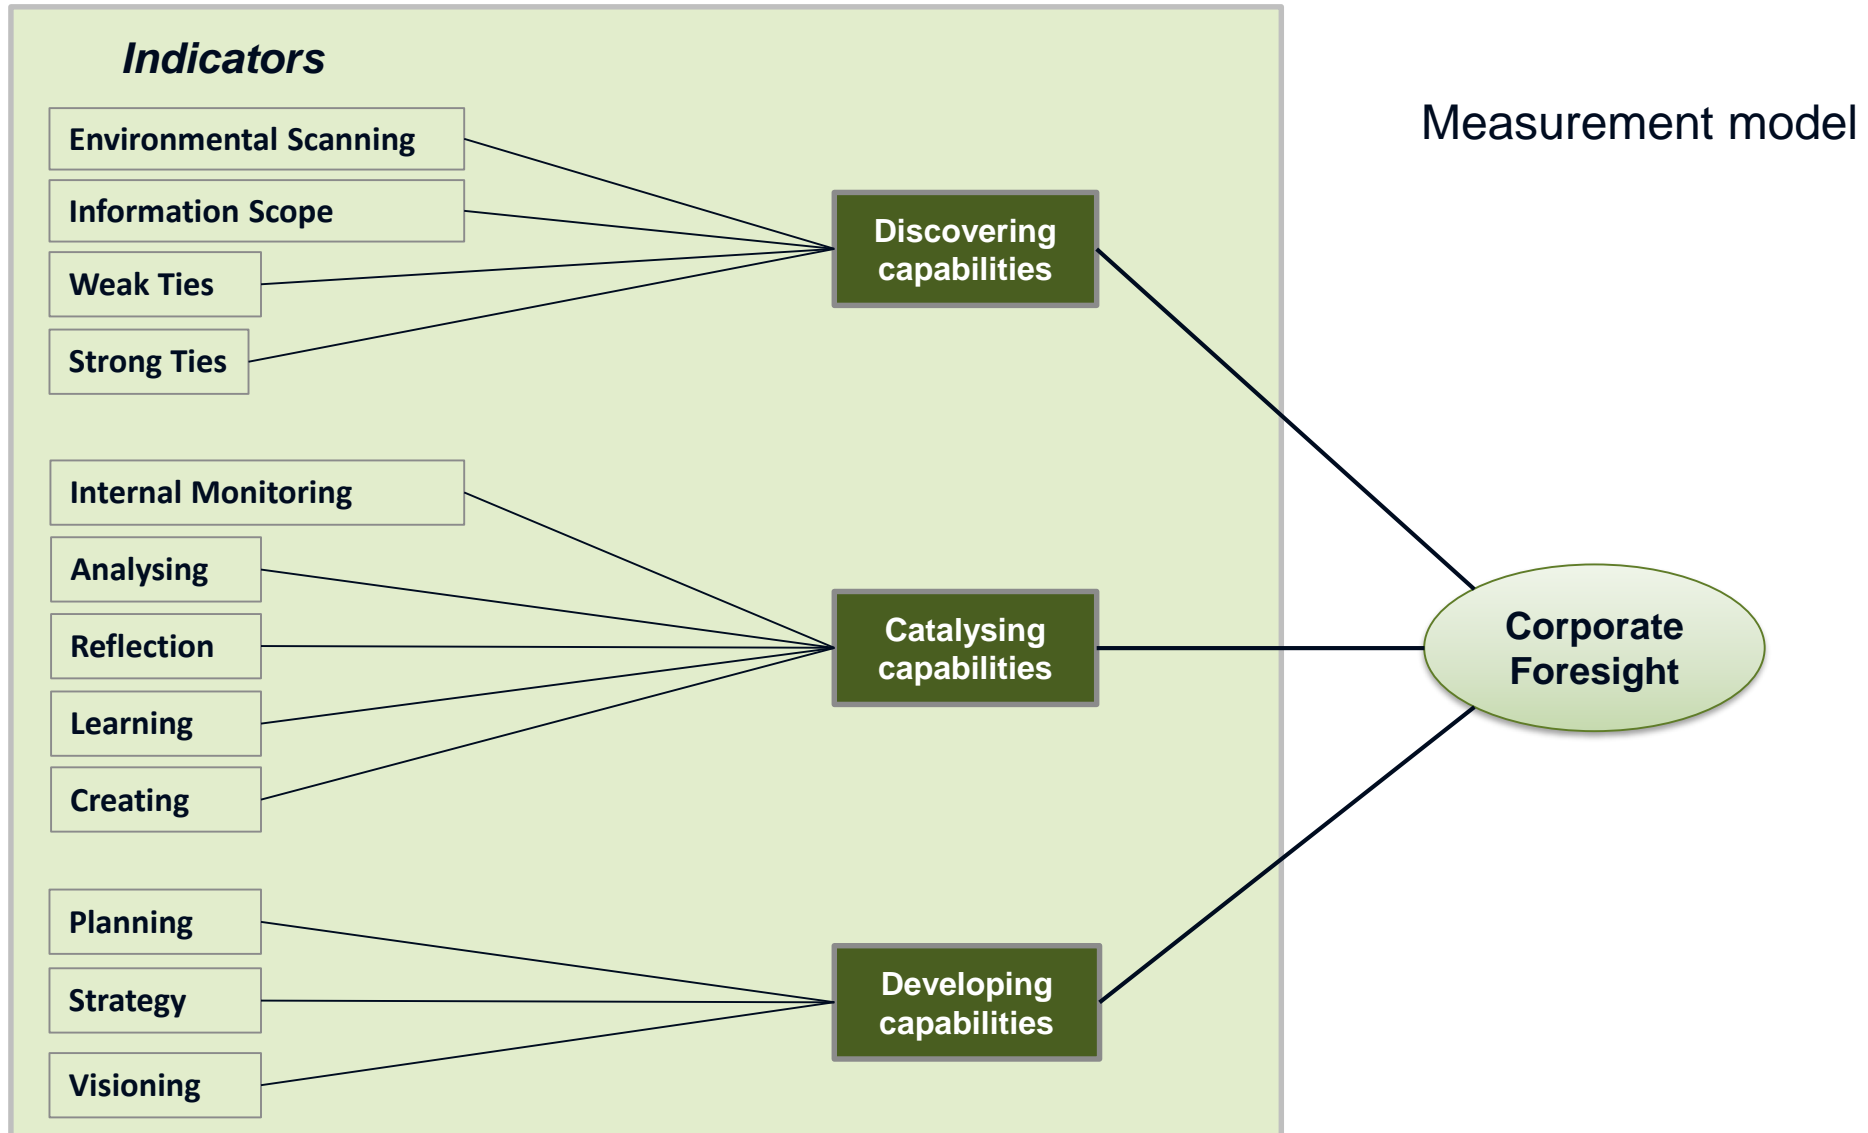 Indicators
Measurement model
Environmental Scanning
Information Scope
Weak Ties
Strong Ties
Discovering
capabilities
Internal Monitoring
Analysing
Reflection
Learning
Creating
Catalysing
capabilities
Corporate
Foresight
Planning
Strategy
Visioning
Developing
capabilities